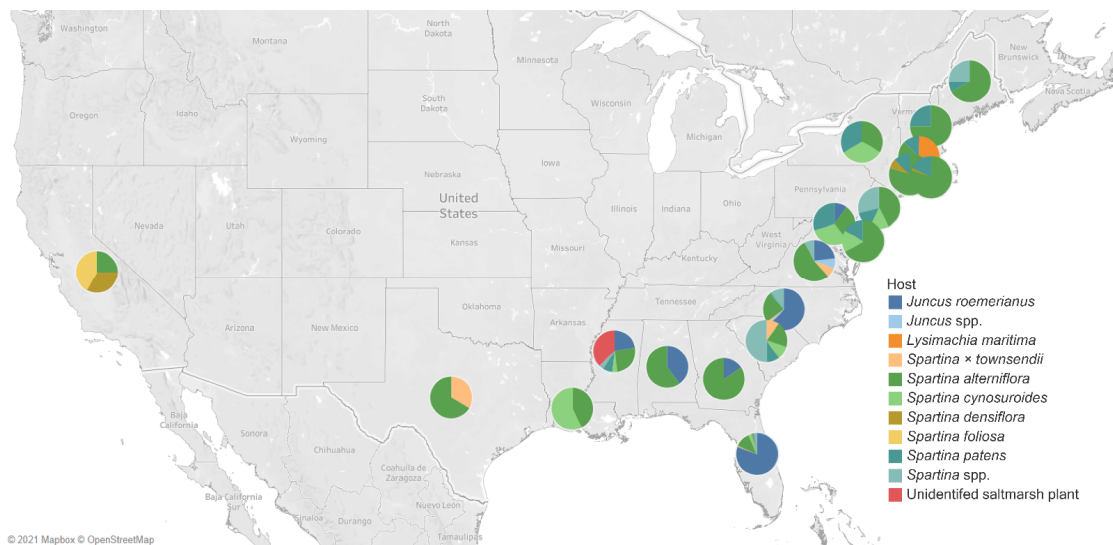 Washington
Montana
North
Dakota
Minnesota
New
Brunswick
Nova Scotia
Oregon
Idaho
South
Dakota
Wisconsin
Vermo
Wyoming
Michigan
Iowa
Nebraska
Pennsylvania
Nevada
Utah
United
States
Illinois
Indiana
Ohio
Colorado
Kansas
Missouri
West
Virginia
Kentucky
Oklahoma
Tennessee
Arkansas
Arizona
New Mexico
Baja
California
Sonora
Chihuahua
Coahuila de
Zaragoza
Baja California
Sur
Sinaloa
Durango
Nuevo León
Tamaulipas
Host
Juncus roemerianus
Juncus spp.
Lysimachia maritima
Spartina × townsendii
Spartina alterniflora
Spartina cynosuroides
Spartina densiflora
Spartina foliosa
Spartina patens
Spartina spp.
Unidentifed saltmarsh plant
© 2021 Mapbox © OpenStreetMap